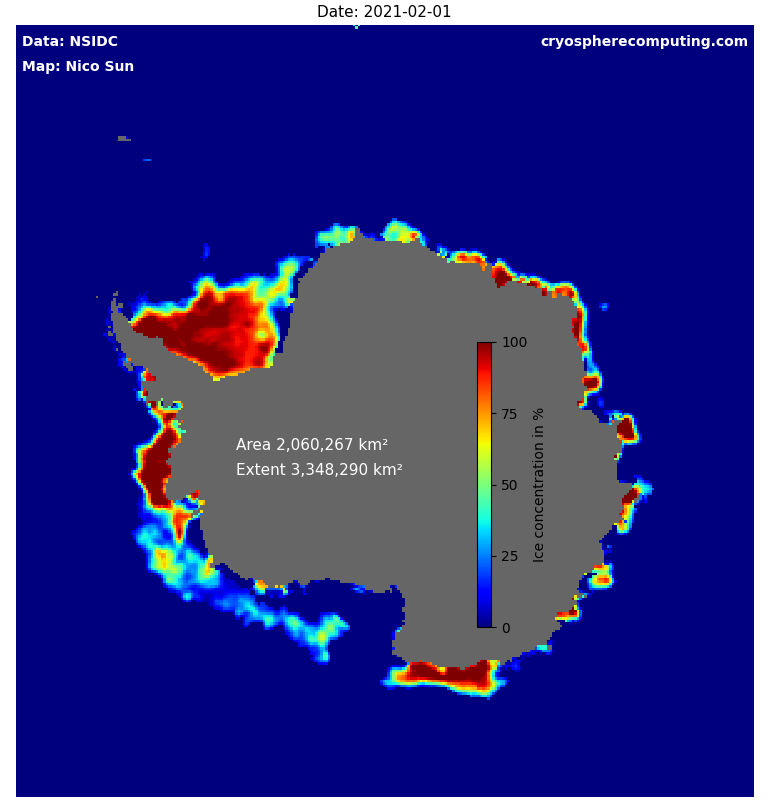 Date: 2021-02-01
Data: NSIDC
cryospherecomputing.com
Map: Nico Sun
Area 2,060,267 km²
Extent 3,348,290 km²
100
75
50
25
0
Ice concentration in %